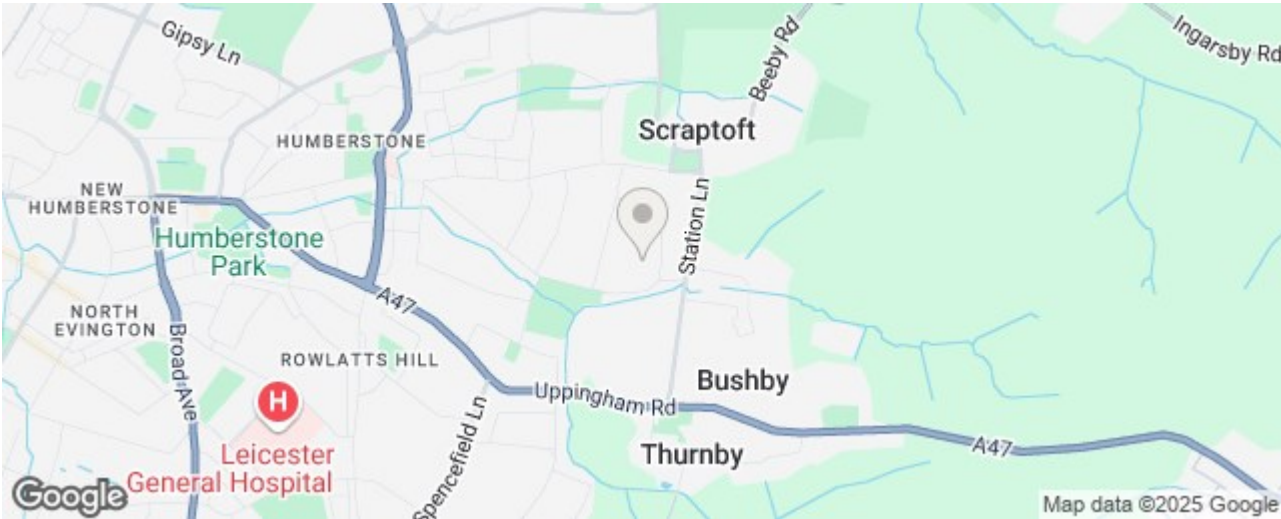 Gipsy Ln
Beeby Rd
Ingarsby Rd
Scraptoft
HUMBERSTONE
NEW
HUMBERSTONE
Humberstone
Park
Station Ln
A47
NORTH
EVINGTON
Broad Ave
ROWLATTS HILL
Bushby
Uppingham Rd
H
Spencefield Ln
Leicester
General Hospital
Thurnby
A47
Google
Map data ©2025 Google